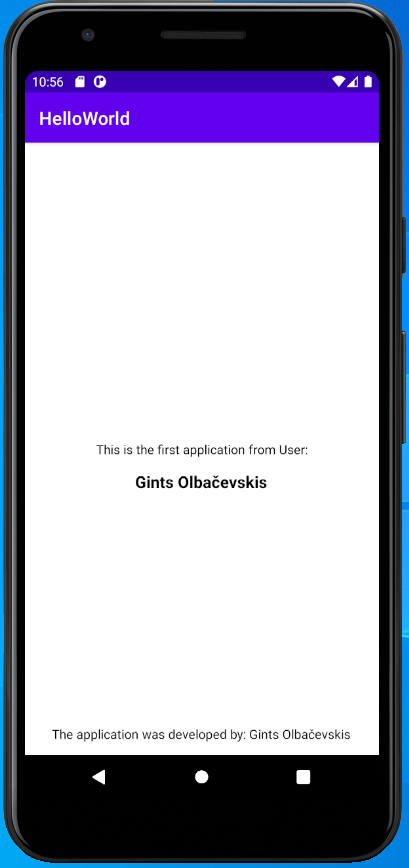 10:56
HelloWorld
This is the first application from User:
Gints Olbačevskis
The application was developed by: Gints Olbačevskis